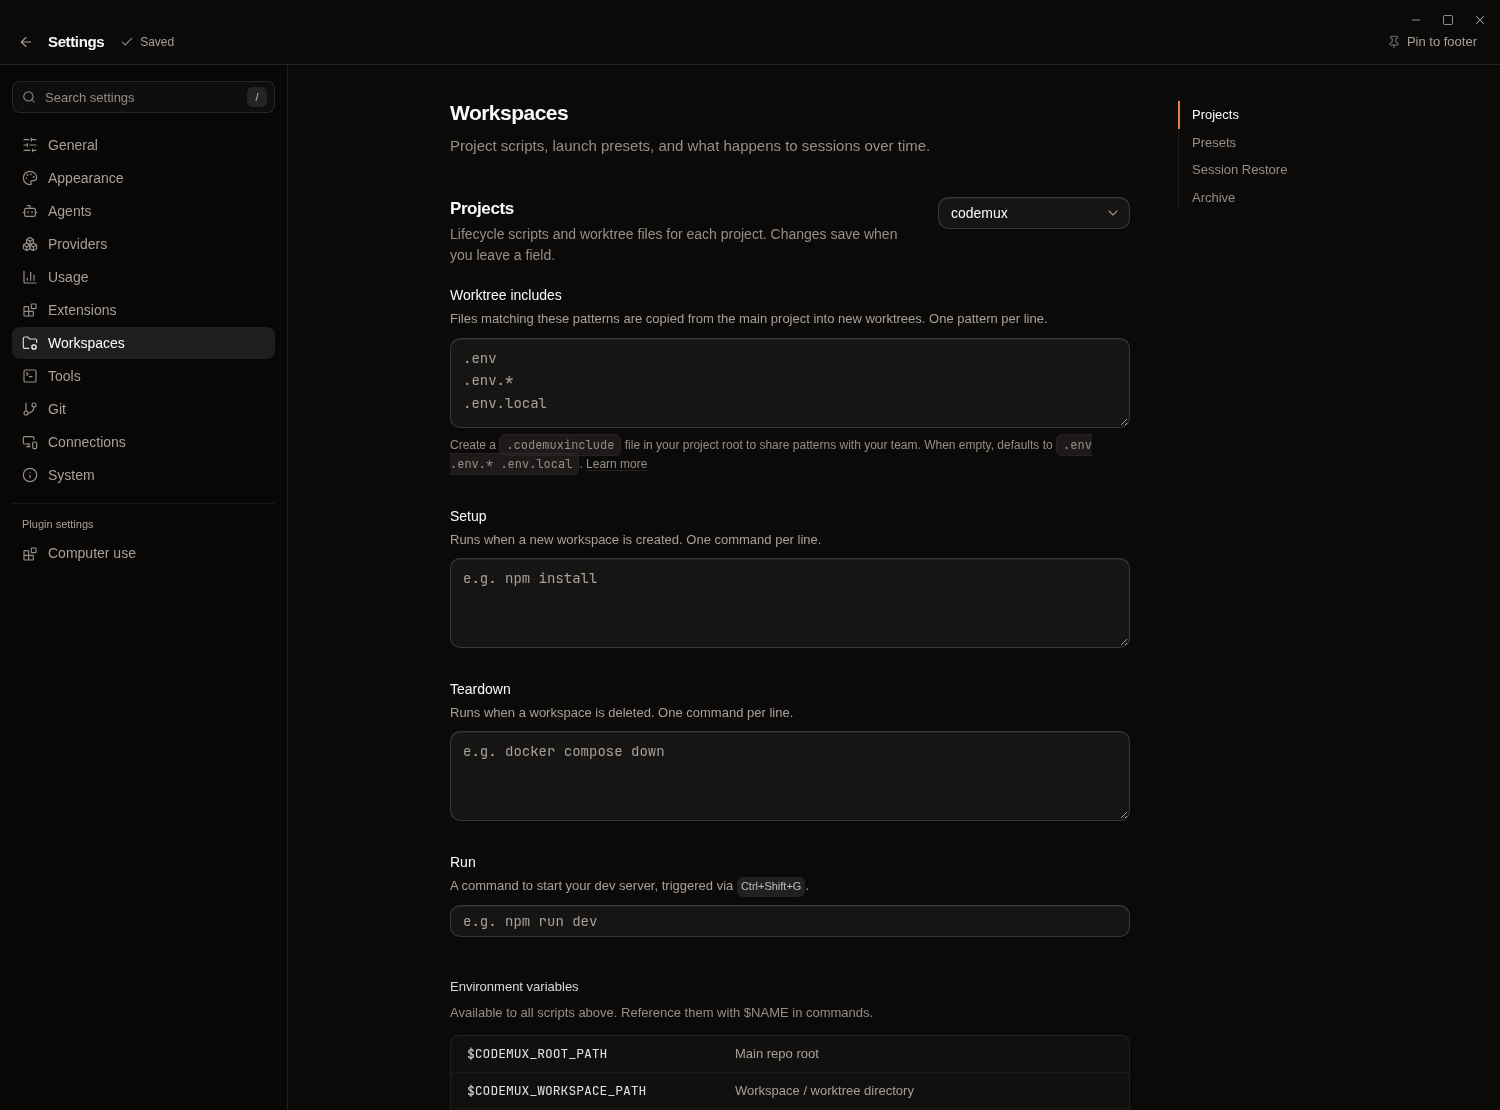 Settings
Saved
Pin to footer
Search settings
/
General
Appearance
Agents
Providers
Usage
Extensions
Workspaces
Tools
Git
Connections
System
Plugin settings
Computer use
Workspaces
Project scripts, launch presets, and what happens to sessions over time.
Projects
codemux
Lifecycle scripts and worktree files for each project. Changes save when
you leave a field.
Worktree includes
Files matching these patterns are copied from the main project into new worktrees. One pattern per line.
.env
.env.*
.env.local
Create a .codemuxinclude file in your project root to share patterns with your team. When empty, defaults to .env
.env.* .env.local. Learn more
Setup
Runs when a new workspace is created. One command per line.
e.g. npm install
Teardown
Runs when a workspace is deleted. One command per line.
e.g. docker compose down
Run
A command to start your dev server, triggered via Ctrl+Shift+G.
e.g. npm run dev
Environment variables
Available to all scripts above. Reference them with $NAME in commands.
$CODEMUX_ROOT_PATH Main repo root
$CODEMUX_WORKSPACE_PATH Workspace / worktree directory
Projects
Presets
Session Restore
Archive